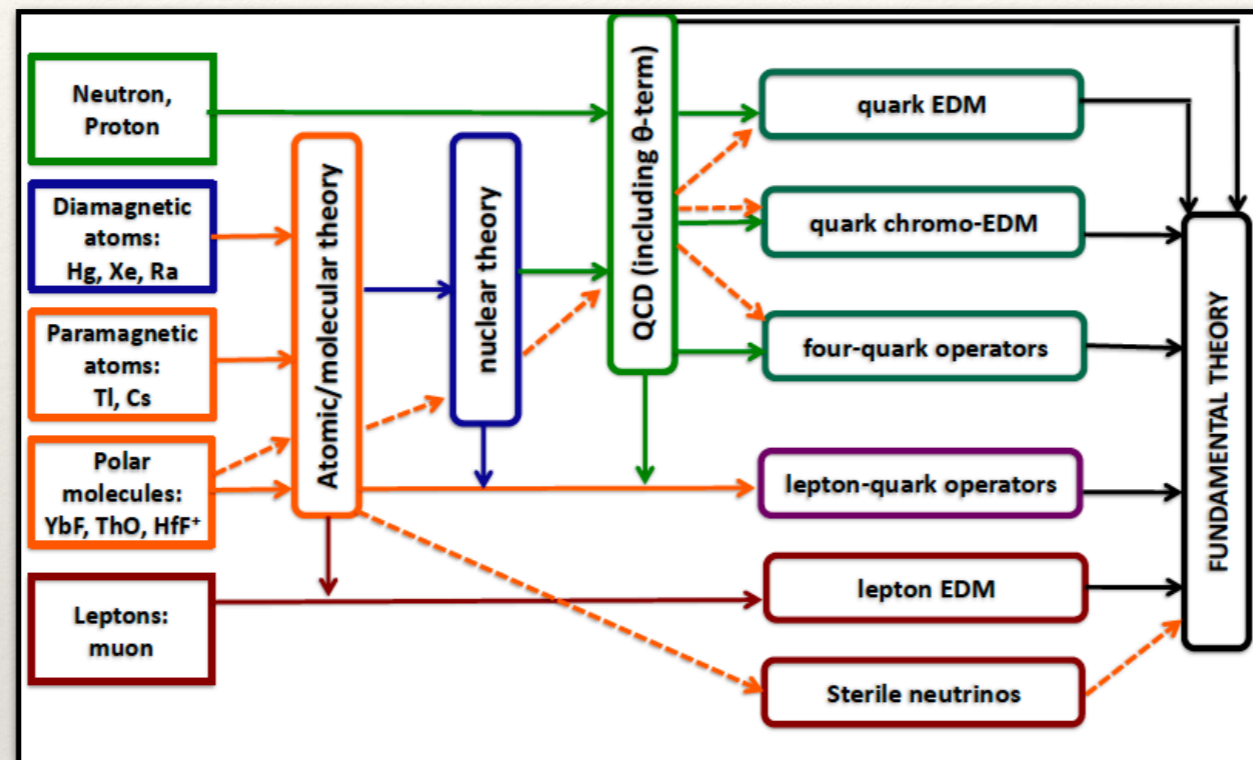 Neutron,
Proton
Diamagnetic
atoms:
Hg, Xe, Ra
Paramagnetic
atoms:
Tl, Cs
Polar
molecules:
YbF, ThO, HfF⁺
Leptons:
muon
Atomic/molecular theory
nuclear theory
QCD (including θ-term)
quark EDM
quark chromo-EDM
four-quark operators
lepton-quark operators
lepton EDM
Sterile neutrinos
FUNDAMENTAL THEORY